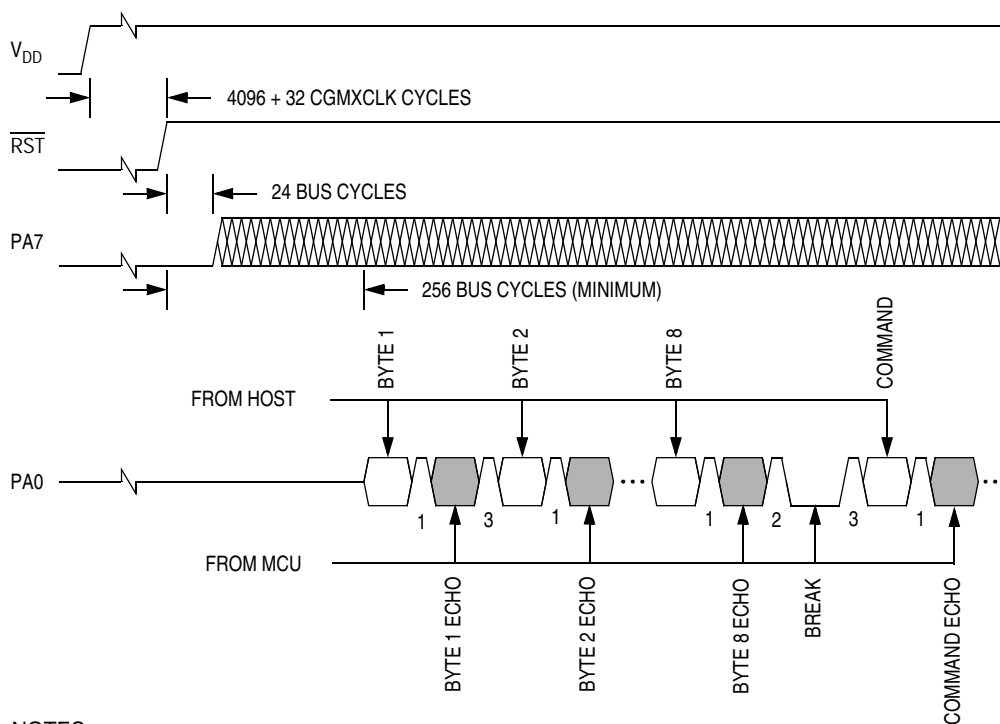 V_DD
4096 + 32 CGMXCLK CYCLES
RST
24 BUS CYCLES
PA7
256 BUS CYCLES (MINIMUM)
BYTE 1
BYTE 2
BYTE 8
COMMAND
FROM HOST
PA0
1
3
1
...
1
2
3
1
...
FROM MCU
BYTE 1 ECHO
BYTE 2 ECHO
BYTE 8 ECHO
BREAK
COMMAND ECHO